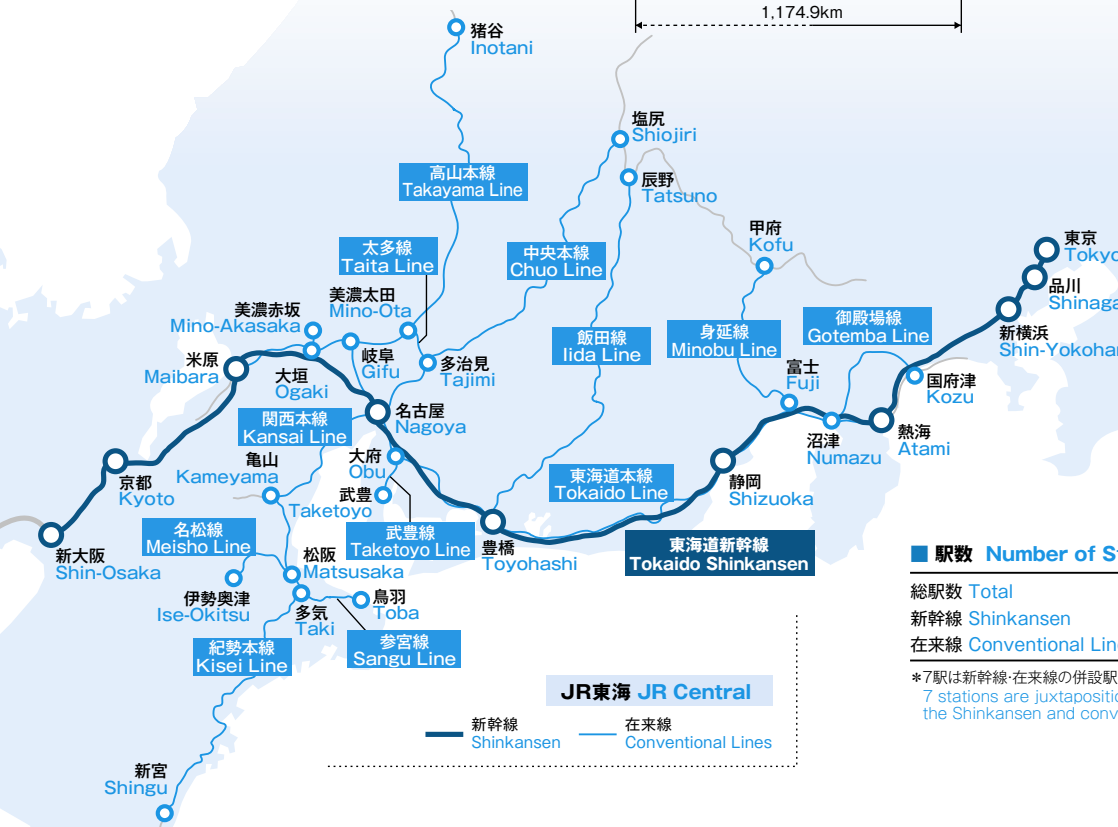 1,174.9km
猪谷
Inotani
塩尻
Shiojiri
辰野
Tatsuno
高山本線
Takayama Line
甲府
Kofu
東京
Tokyo
太多線
Taita Line
中央本線
Chuo Line
品川
Shinaga
美濃太田
Mino-Ota
美濃赤坂
Mino-Akasaka
御殿場線
Gotemba Line
新横浜
Shin-Yokohar
飯田線
Iida Line
身延線
Minobu Line
米原
Maibara
岐阜
Gifu
多治見
Tajimi
富士
Fuji
大垣
Ogaki
国府津
Kozu
関西本線
Kansai Line
名古屋
Nagoya
熱海
Atami
沼津
Numazu
亀山
Kameyama
大府
Obu
東海道本線
Tokaido Line
静岡
Shizuoka
京都
Kyoto
武豊
Taketoyo
名松線
Meisho Line
武豊線
Taketoyo Line
豊橋
Toyohashi
東海道新幹線
Tokaido Shinkansen
新大阪
Shin-Osaka
松阪
Matsusaka
伊勢奥津
Ise-Okitsu
鳥羽
Toba
多気
Taki
紀勢本線
Kisei Line
参宮線
Sangu Line
新宮
Shingu
JR東海 JR Central
新幹線
Shinkansen
在来線
Conventional Lines
■ 駅数 Number of S
総駅数 Total
新幹線 Shinkansen
在来線 Conventional Lin
*7駅は新幹線・在来線の併設駅
7 stations are juxtapositio
the Shinkansen and conv